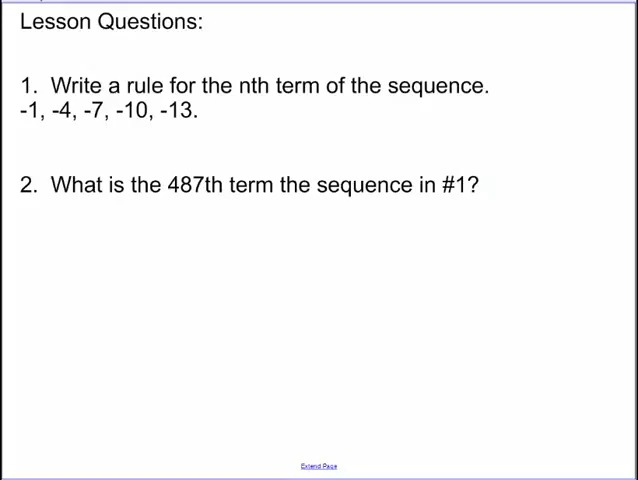 Lesson Questions:
1. Write a rule for the nth term of the sequence.
-1, -4, -7, -10, -13.
2. What is the 487th term the sequence in #1?
Extend Page